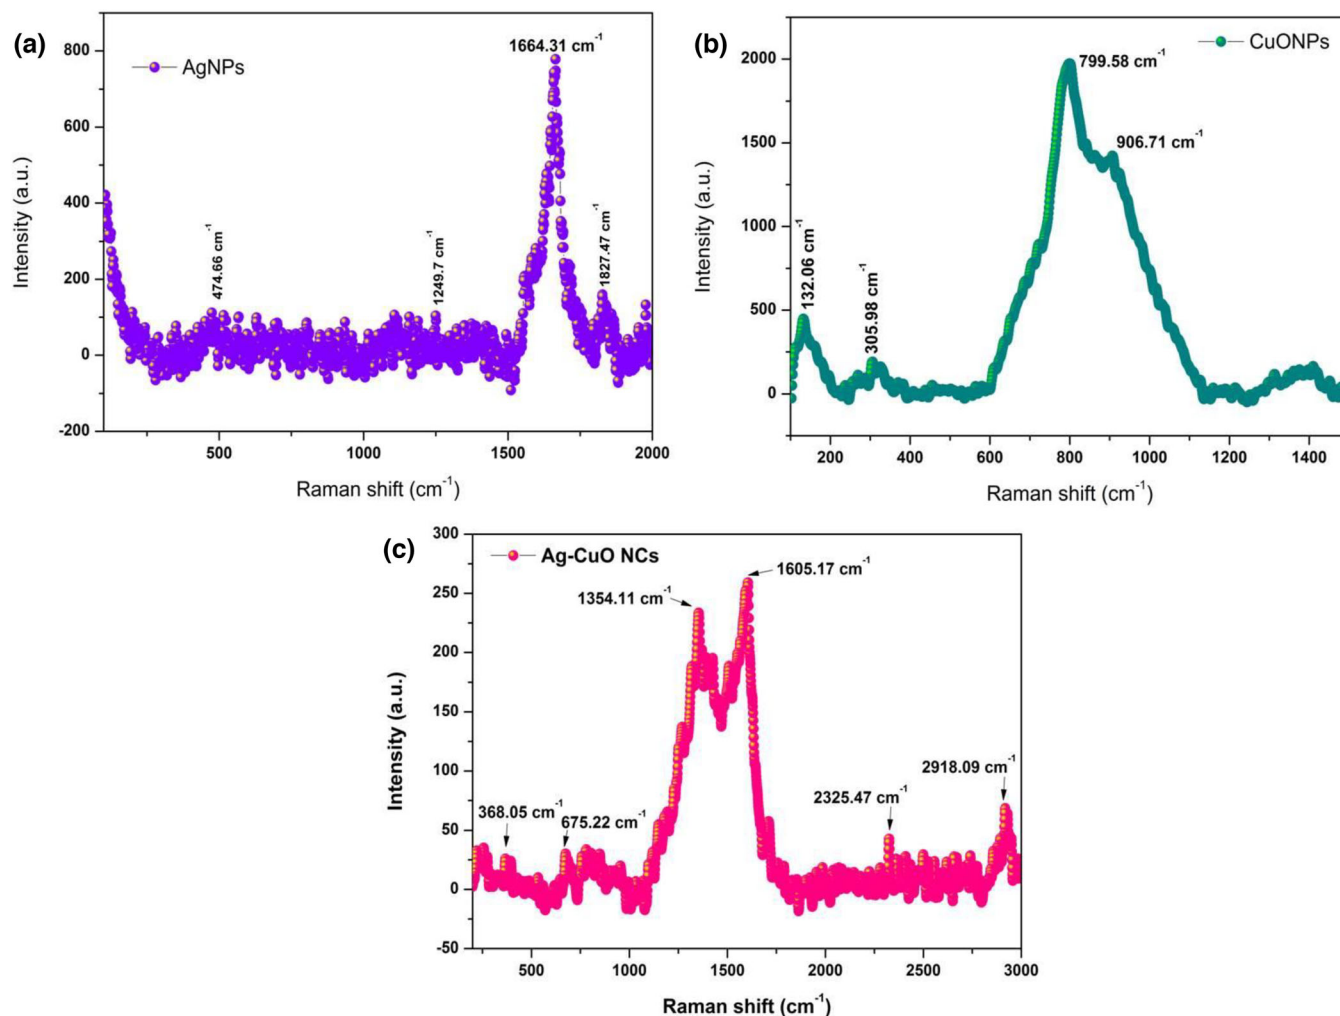 (a)
AgNPs
1664.31 cm⁻¹
474.66 cm⁻¹
1249.7 cm⁻¹
1827.47 cm⁻¹
800
600
400
200
0
-200
Intensity (a.u.)
500
1000
1500
2000
Raman shift (cm⁻¹)
(b)
CuONPs
799.58 cm⁻¹
906.71 cm⁻¹
132.06 cm⁻¹
305.98 cm⁻¹
2000
1500
1000
500
0
Intensity (a.u.)
200
400
600
800
1000
1200
1400
Raman shift (cm⁻¹)
(c)
Ag-CuO NCs
1605.17 cm⁻¹
1354.11 cm⁻¹
2918.09 cm⁻¹
2325.47 cm⁻¹
368.05 cm⁻¹
675.22 cm⁻¹
300
250
200
150
100
50
0
-50
Intensity (a.u.)
500
1000
1500
2000
2500
3000
Raman shift (cm⁻¹)